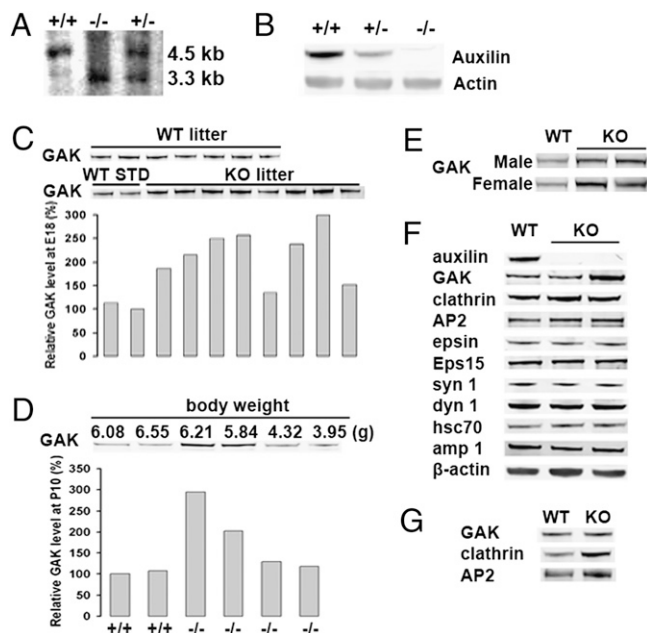 A
+/+ -/- +/-
4.5 kb
3.3 kb
B
+/+ +/- -/-
Auxilin
Actin
C
WT litter
GAK
WT STD KO litter
GAK
Relative GAK level at E18 (%)
300
250
200
150
100
50
0
D
body weight
6.08 6.55 6.21 5.84 4.32 3.95 (g)
GAK
Relative GAK level at P10 (%)
350
300
250
200
150
100
50
0
+/+ +/+ -/- -/- -/- -/-
E
WT KO
GAK
Male
Female
F
WT KO
auxilin
GAK
clathrin
AP2
epsin
Eps15
syn 1
dyn 1
hsc70
amp 1
β-actin
G
WT KO
GAK
clathrin
AP2